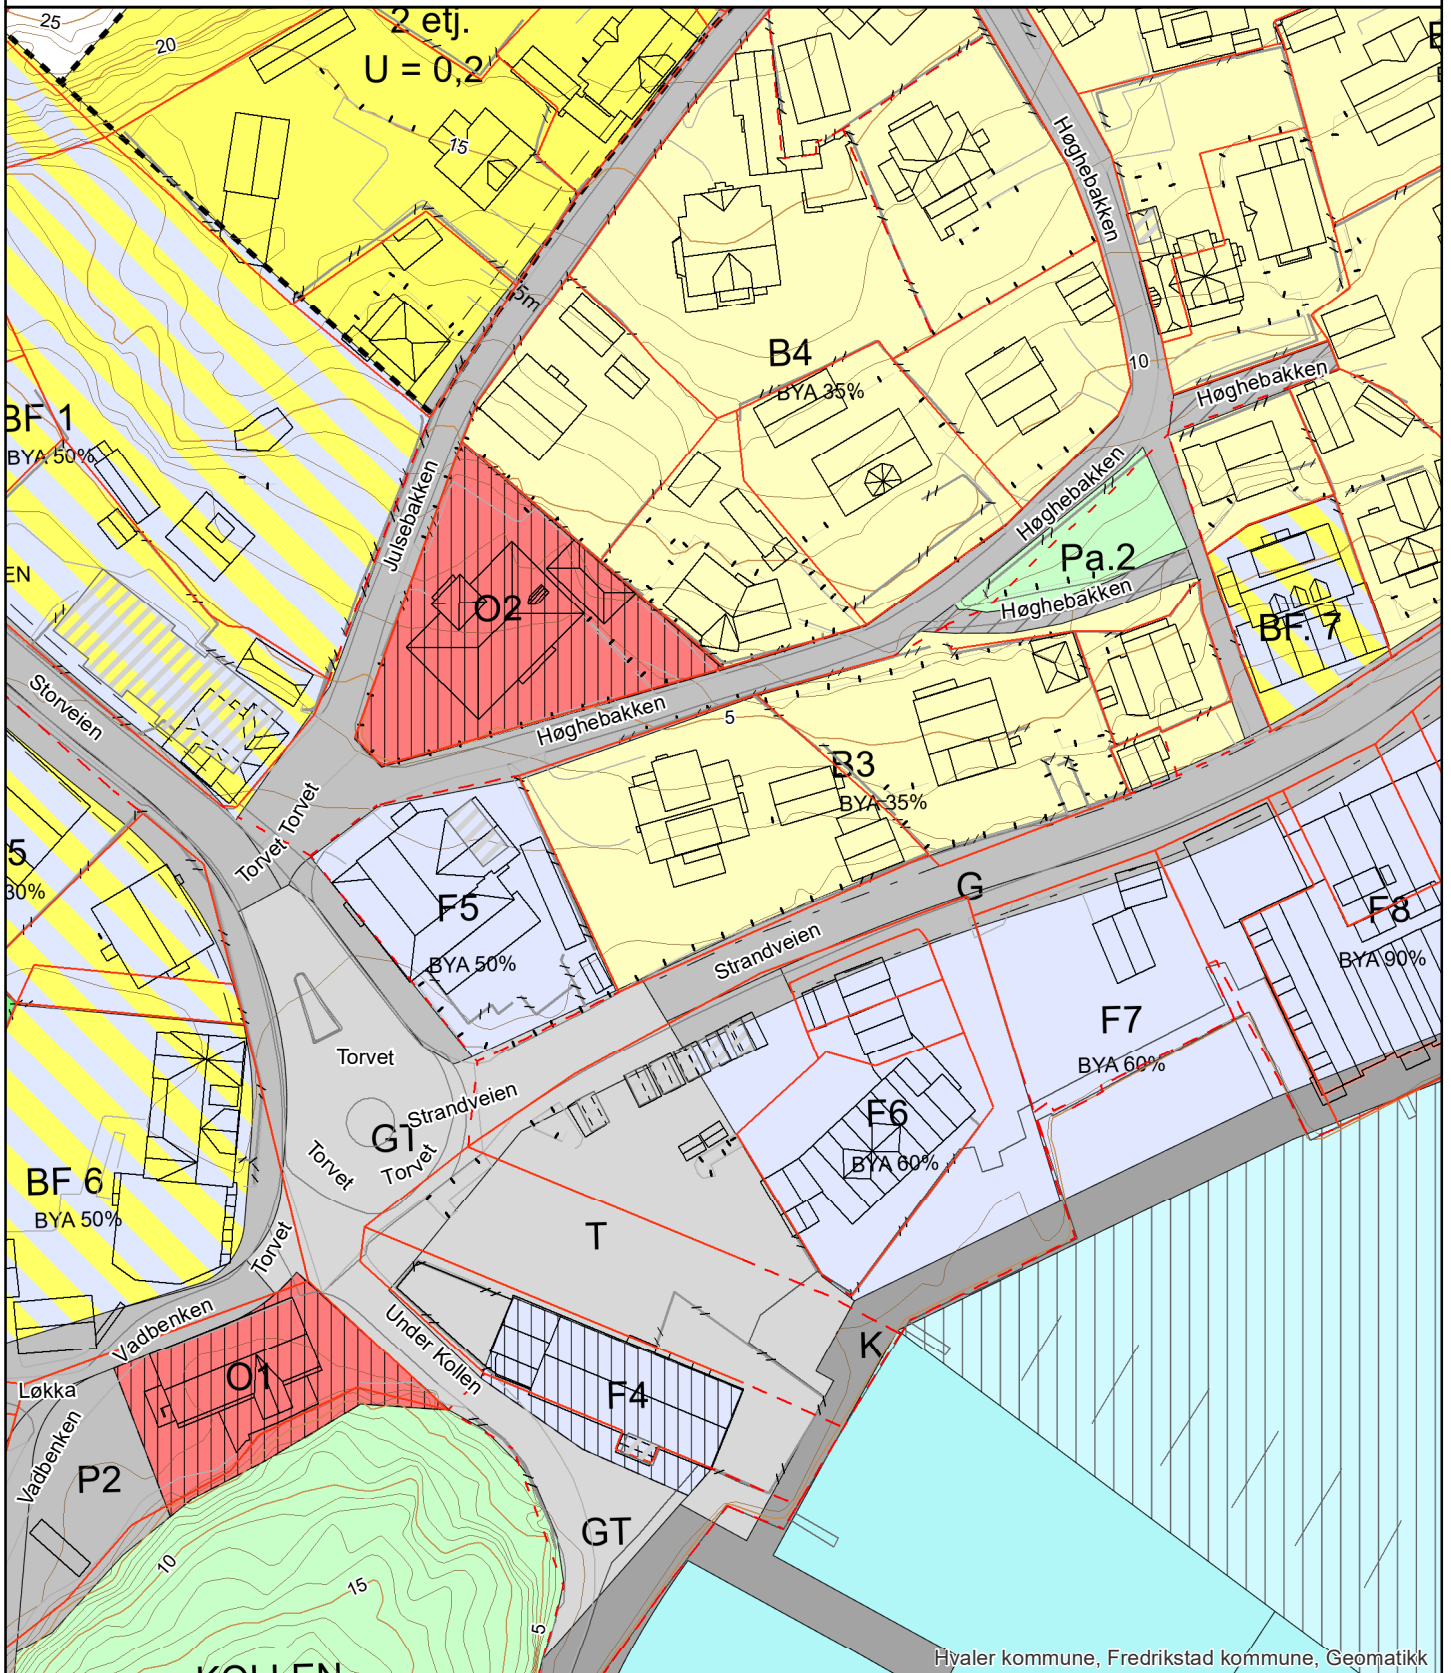 25
20
2 etj.
U = 0,2
15
5m
Høghebakken
B4
BYA 35%
10
Høghebakken
BF 1
BYA 50%
Julsebakken
Høghebakken
Pa.2
Høghebakken
EN
O2
BF. 7
Storveien
Høghebakken
5
B3
BYA 35%
Torvet
Torvet
5
30%
G
F5
BYA 50%
F8
BYA 90%
Strandveien
F7
BYA 60%
Torvet
Strandveien
GT
F6
BYA 60%
Torvet
Torvet
BF 6
BYA 50%
Torvet
T
Vadbenken
Under Kollen
K
O1
Løkka
F4
Vadbenken
P2
GT
10
15
5
KOLLEN
Hvaler kommune, Fredrikstad kommune, Geomatikk